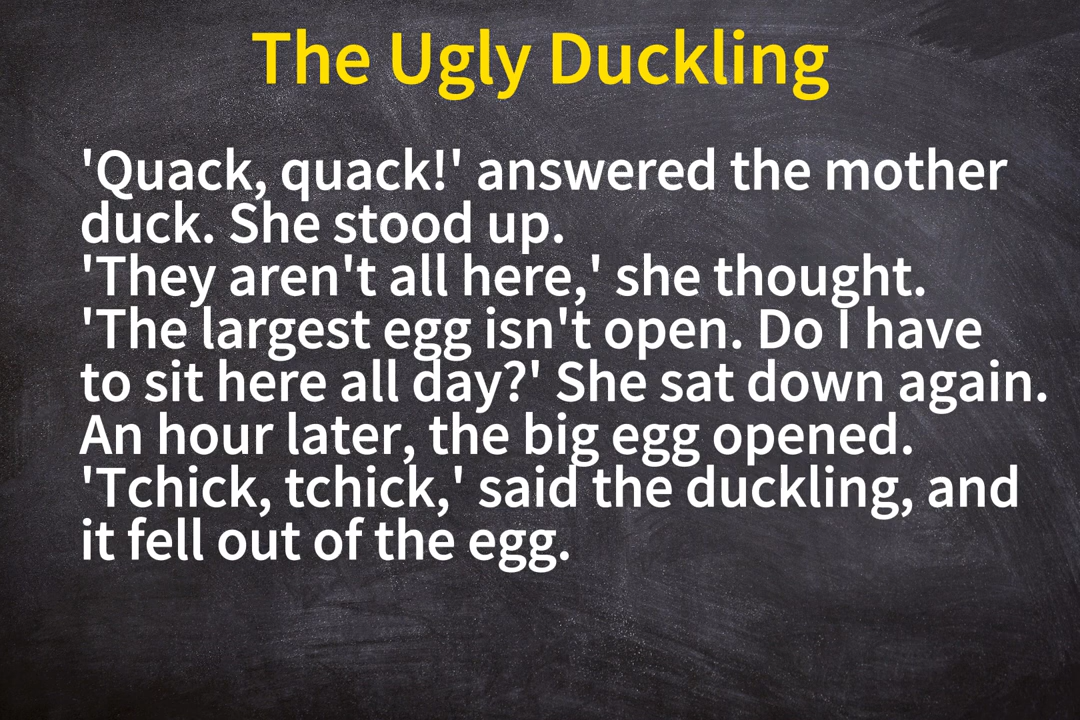 The Ugly Duckling
'Quack, quack!' answered the mother
duck. She stood up.
'They aren't all here,' she thought.
'The largest egg isn't open. Do I have
to sit here all day?' She sat down again.
An hour later, the big egg opened.
'Tchick, tchick,' said the duckling, and
it fell out of the egg.